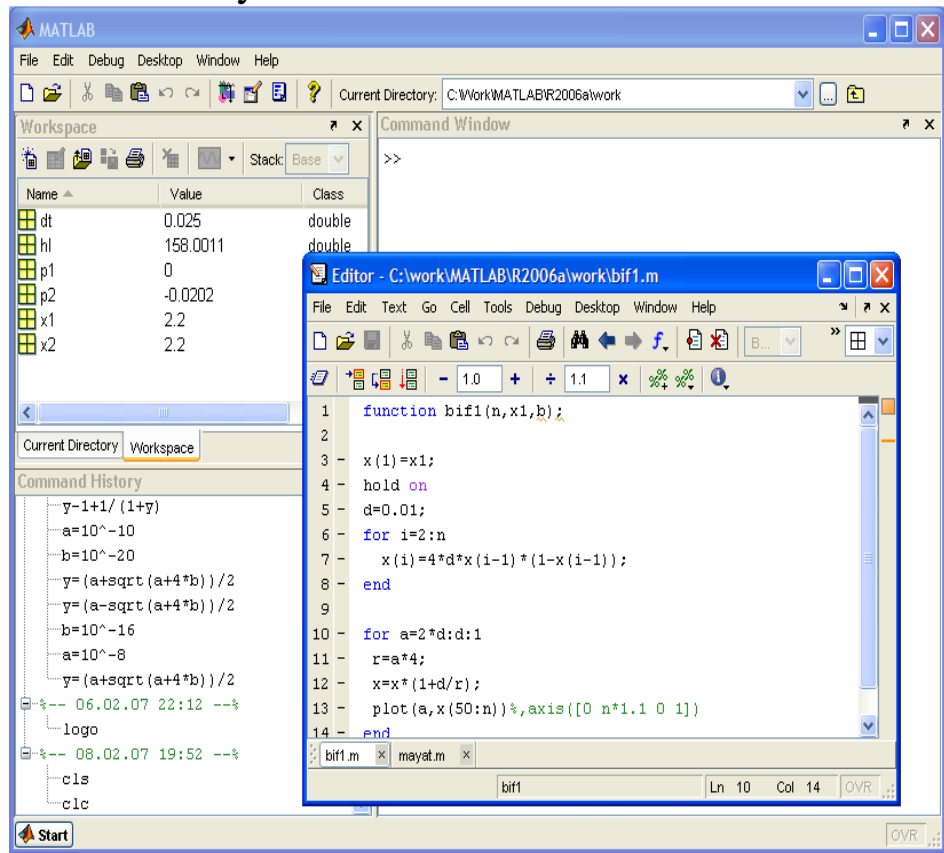 MATLAB
File Edit Debug Desktop Window Help
Current Directory: C:\Work\MATLAB\R2006a\work
Workspace
Stack: Base
Name Value Class
dt 0.025 double
hl 158.0011 double
p1 0
p2 -0.0202
x1 2.2
x2 2.2
Current Directory Workspace
Command History
y-1+1/(1+y)
a=10^-10
b=10^-20
y=(a+sqrt(a+4*b))/2
y=(a-sqrt(a+4*b))/2
b=10^-16
a=10^-8
y=(a+sqrt(a+4*b))/2
%-- 06.02.07 22:12 --%
logo
%-- 08.02.07 19:52 --%
cls
clc
Command Window
>>
Editor - C:\work\MATLAB\R2006a\work\bif1.m
File Edit Text Go Cell Tools Debug Desktop Window Help
B...
»
- 1.0 + ÷ 1.1 x
1 function bif1(n,x1,b);
2
3 - x(1)=x1;
4 - hold on
5 - d=0.01;
6 - for i=2:n
7 - x(i)=4*d*x(i-1)*(1-x(i-1));
8 - end
9
10 - for a=2*d:d:1
11 - r=a*4;
12 - x=x*(1+d/r);
13 - plot(a,x(50:n))%,axis([0 n*1.1 0 1])
14 - end
bif1.m × mayat.m ×
bif1 Ln 10 Col 14 OVR
Start OVR